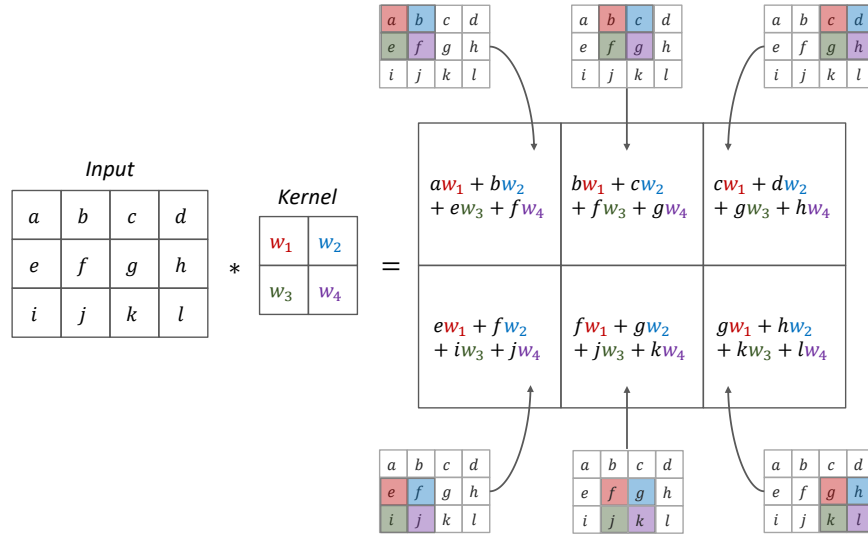 a b c d a b c d a b c d
e f g h e f g h e f g h
i j k l i j k l i j k l
Input
a b c d
e f g h
i j k l
*
Kernel
w₁ w₂
w₃ w₄
=
aw₁ + bw₂
+ ew₃ + fw₄
bw₁ + cw₂
+ fw₃ + gw₄
cw₁ + dw₂
+ gw₃ + hw₄
ew₁ + fw₂
+ iw₃ + jw₄
fw₁ + gw₂
+ jw₃ + kw₄
gw₁ + hw₂
+ kw₃ + lw₄
a b c d a b c d a b c d
e f g h e f g h e f g h
i j k l i j k l i j k l